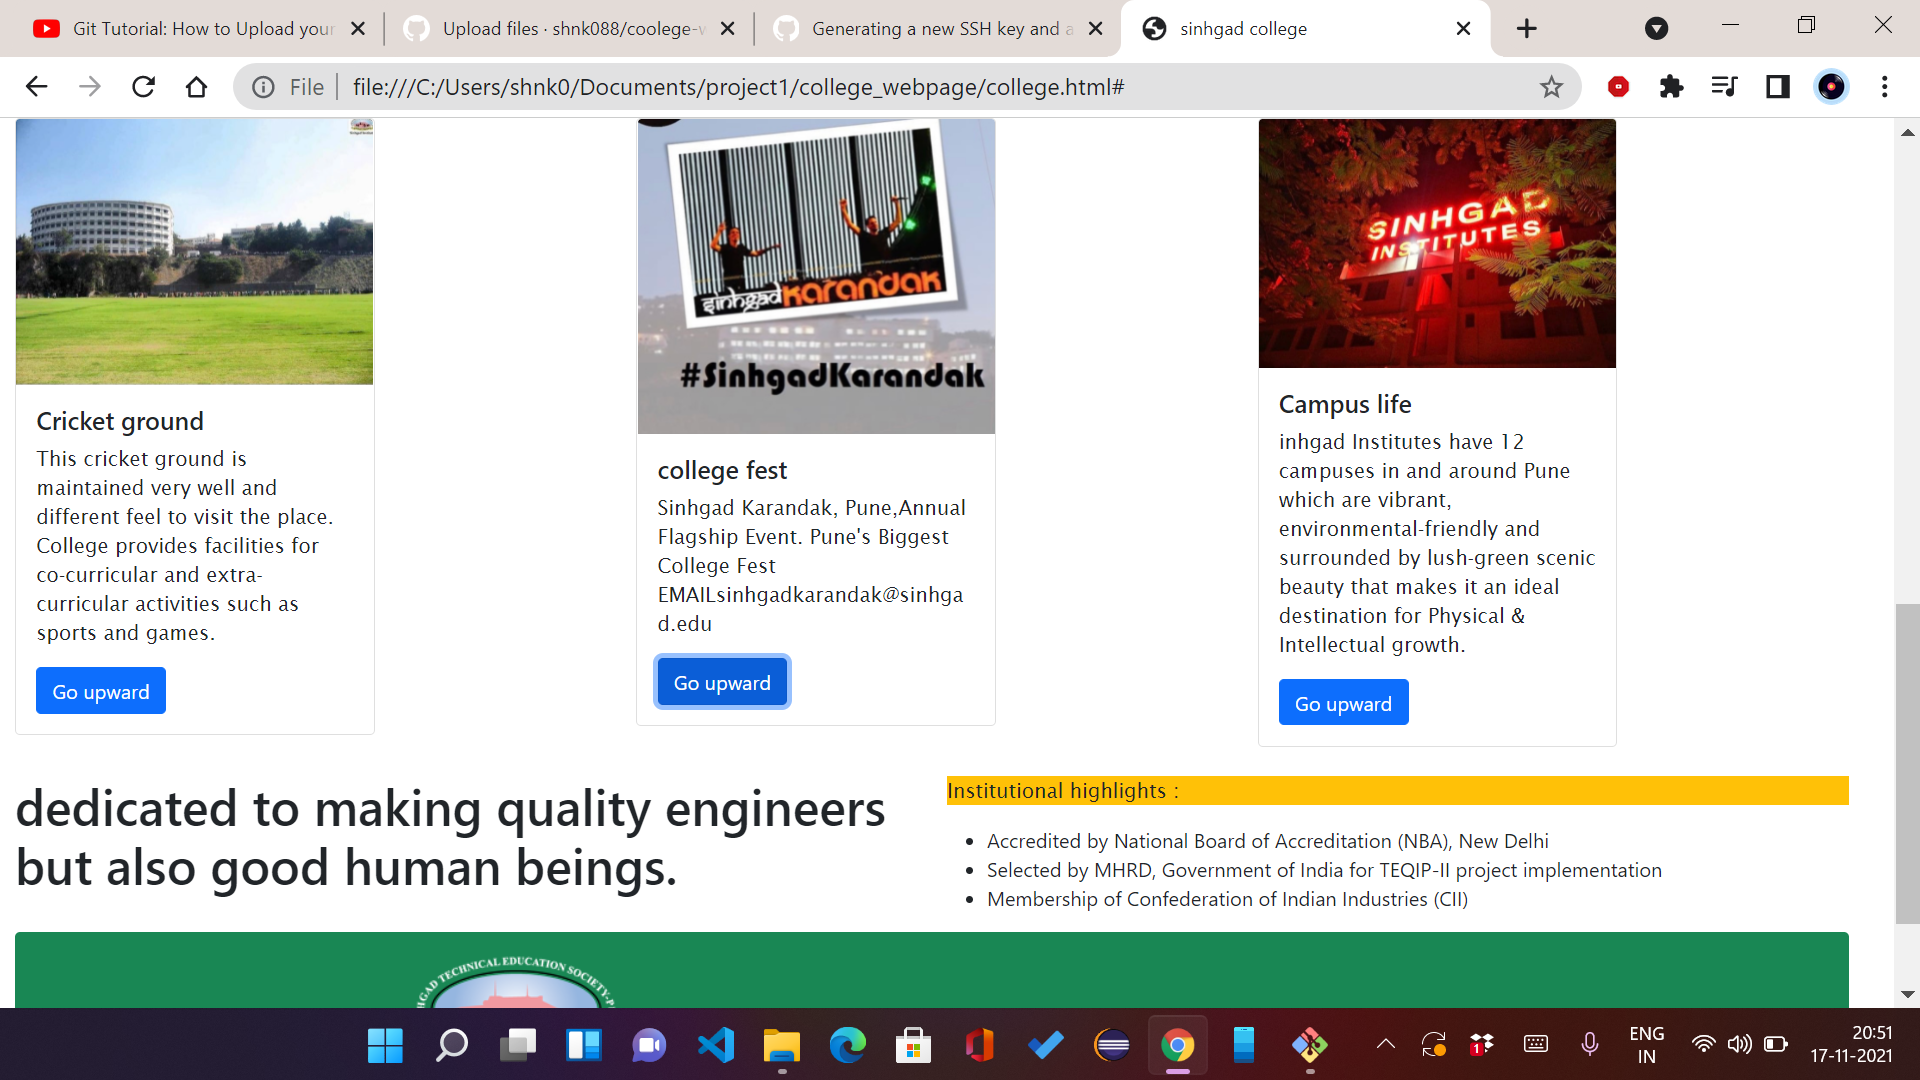 Git Tutorial: How to Upload your
Upload files · shnk088/coolege-w
Generating a new SSH key and a
sinhgad college
File
file:///C:/Users/shnk0/Documents/project1/college_webpage/college.html#
sinhgad karandak
#SinhgadKarandak
SINHGAD
INSTITUTES
Cricket ground
This cricket ground is
maintained very well and
different feel to visit the place.
College provides facilities for
co-curricular and extra-
curricular activities such as
sports and games.
Go upward
college fest
Sinhgad Karandak, Pune,Annual
Flagship Event. Pune's Biggest
College Fest
EMAILsinhgadkarandak@sinhga
d.edu
Go upward
Campus life
inhgad Institutes have 12
campuses in and around Pune
which are vibrant,
environmental-friendly and
surrounded by lush-green scenic
beauty that makes it an ideal
destination for Physical &
Intellectual growth.
Go upward
dedicated to making quality engineers
but also good human beings.
Institutional highlights :
Accredited by National Board of Accreditation (NBA), New Delhi
Selected by MHRD, Government of India for TEQIP-II project implementation
Membership of Confederation of Indian Industries (CII)
GAD TECHNICAL EDUCATION SOCIETY-P
1
ENG
IN
20:51
17-11-2021